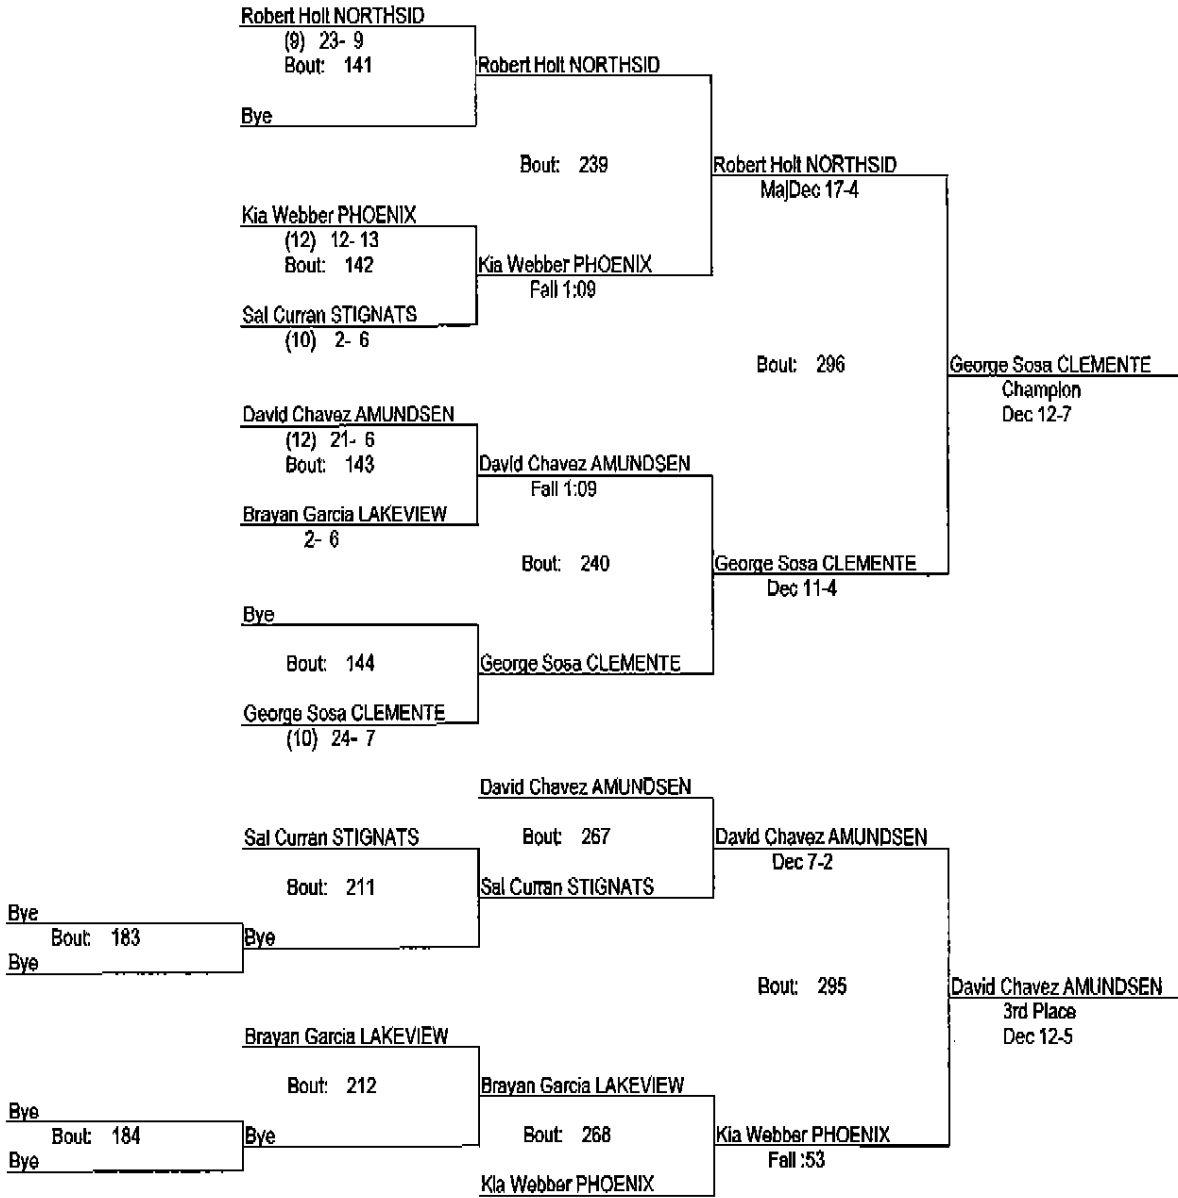 Robert Holt NORTHSID
(9) 23- 9
Bout: 141
Robert Holt NORTHSID
Bye
Bout: 239
Robert Holt NORTHSID
MajDec 17-4
Kia Webber PHOENIX
(12) 12- 13
Bout: 142
Kia Webber PHOENIX
Fall 1:09
Sal Curran STIGNATS
(10) 2- 6
Bout: 296
George Sosa CLEMENTE
Champion
Dec 12-7
David Chavez AMUNDSEN
(12) 21- 6
Bout: 143
David Chavez AMUNDSEN
Fall 1:09
Brayan Garcia LAKEVIEW
2- 6
Bout: 240
George Sosa CLEMENTE
Dec 11-4
Bye
Bout: 144
George Sosa CLEMENTE
George Sosa CLEMENTE
(10) 24- 7
David Chavez AMUNDSEN
Bout: 267
David Chavez AMUNDSEN
Dec 7-2
Sal Curran STIGNATS
Bout: 211
Sal Curran STIGNATS
Bye
Bout: 183
Bye
Bye
Bout: 295
David Chavez AMUNDSEN
3rd Place
Dec 12-5
Brayan Garcia LAKEVIEW
Bout: 212
Brayan Garcia LAKEVIEW
Bye
Bout: 184
Bye
Bye
Bout: 268
Kia Webber PHOENIX
Fall :53
Kia Webber PHOENIX